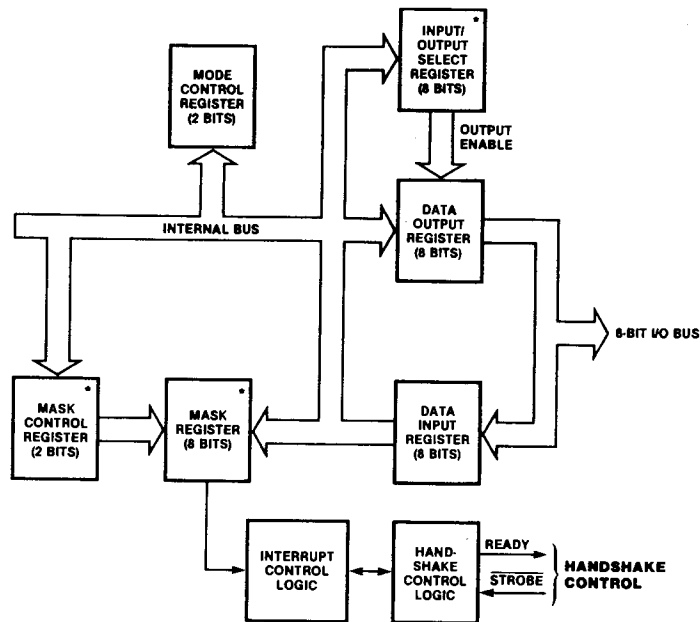 MODE
CONTROL
REGISTER
(2 BITS)
*
INPUT/
OUTPUT
SELECT
REGISTER
(8 BITS)
OUTPUT
ENABLE
INTERNAL BUS
DATA
OUTPUT
REGISTER
(8 BITS)
8-BIT I/O BUS
*
MASK
CONTROL
REGISTER
(2 BITS)
*
MASK
REGISTER
(8 BITS)
DATA
INPUT
REGISTER
(8 BITS)
INTERRUPT
CONTROL
LOGIC
HAND-
SHAKE
CONTROL
LOGIC
READY
STROBE
HANDSHAKE
CONTROL